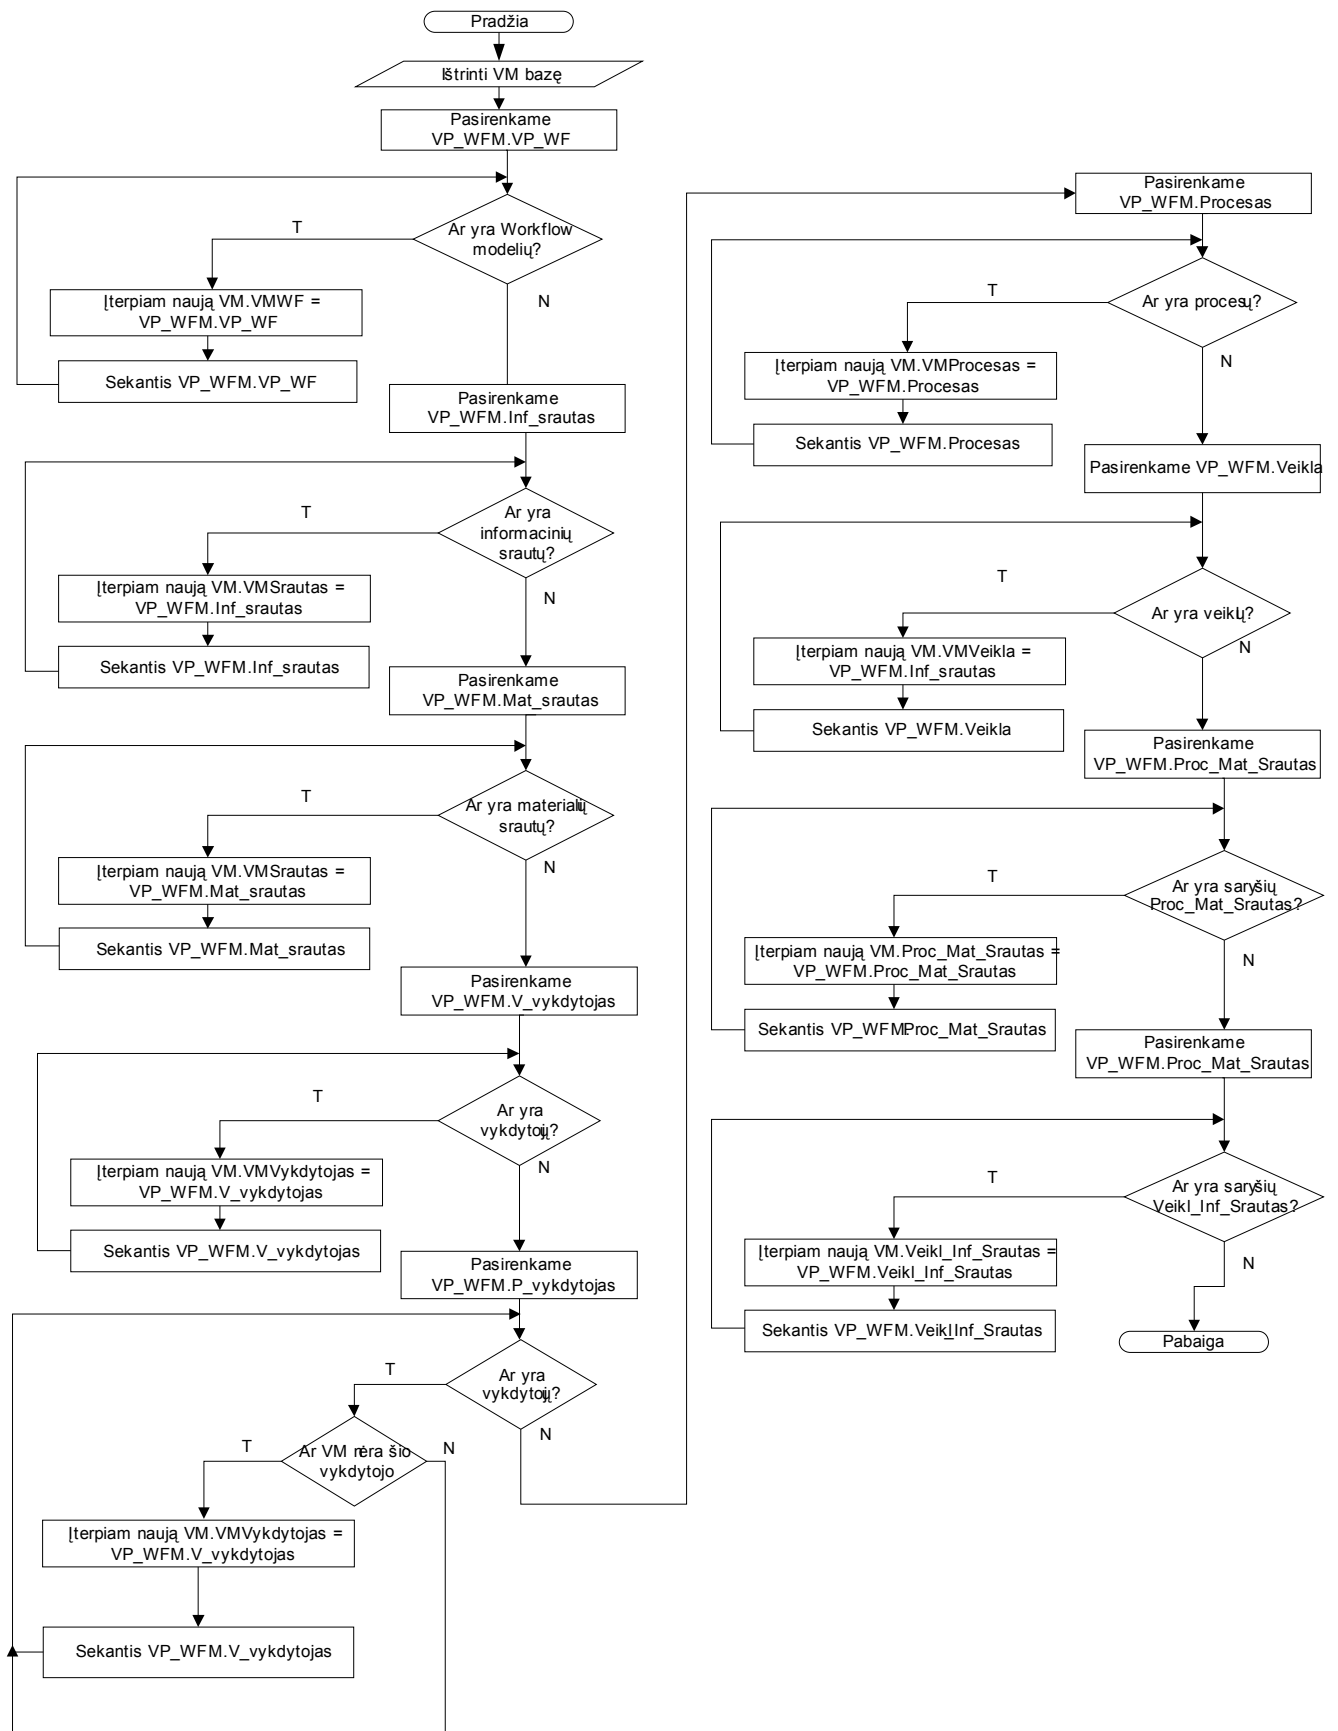 Pradžia
Ištrinti VM bazę
Pasirenkame
VP_WFM.VP_WF
Ar yra Workflow
modelių?
T
N
Įterpiam naują VM.VMWF =
VP_WFM.VP_WF
Sekantis VP_WFM.VP_WF
Pasirenkame
VP_WFM.Inf_srautas
Ar yra
informacinių
srautų?
T
N
Įterpiam naują VM.VMSrautas =
VP_WFM.Inf_srautas
Sekantis VP_WFM.Inf_srautas
Pasirenkame
VP_WFM.Mat_srautas
Ar yra materialių
srautų?
T
N
Įterpiam naują VM.VMSrautas =
VP_WFM.Mat_srautas
Sekantis VP_WFM.Mat_srautas
Pasirenkame
VP_WFM.V_vykdytojas
Ar yra
vykdytojų?
T
N
Įterpiam naują VM.VMVykdytojas =
VP_WFM.V_vykdytojas
Sekantis VP_WFM.V_vykdytojas
Pasirenkame
VP_WFM.P_vykdytojas
Ar yra
vykdytojų?
T
N
Ar VM nėra šio
vykdytojo
T
N
Įterpiam naują VM.VMVykdytojas =
VP_WFM.V_vykdytojas
Sekantis VP_WFM.V_vykdytojas
Pasirenkame
VP_WFM.Procesas
Ar yra procesų?
T
N
Įterpiam naują VM.VMProcesas =
VP_WFM.Procesas
Sekantis VP_WFM.Procesas
Pasirenkame VP_WFM.Veikla
Ar yra veiklų?
T
N
Įterpiam naują VM.VMVeikla =
VP_WFM.Inf_srautas
Sekantis VP_WFM.Veikla
Pasirenkame
VP_WFM.Proc_Mat_Srautas
Ar yra saryšių
Proc_Mat_Srautas?
T
N
Įterpiam naują VM.Proc_Mat_Srautas =
VP_WFM.Proc_Mat_Srautas
Sekantis VP_WFM.Proc_Mat_Srautas
Pasirenkame
VP_WFM.Proc_Mat_Srautas
Ar yra saryšių
Veikl_Inf_Srautas?
T
N
Įterpiam naują VM.Veikl_Inf_Srautas =
VP_WFM.Veikl_Inf_Srautas
Sekantis VP_WFM.Veikl_Inf_Srautas
Pabaiga